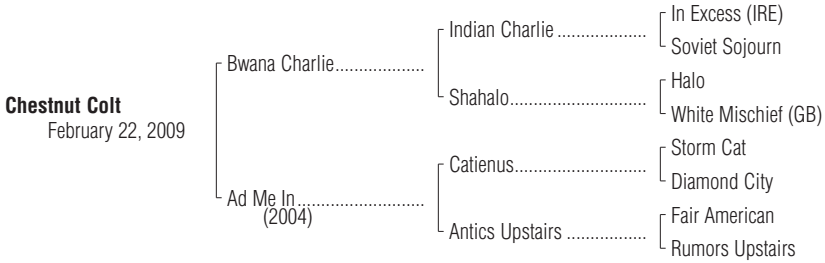 In Excess (IRE)
Indian Charlie ......................
Soviet Sojourn
Bwana Charlie....................
Halo
Shahalo..................................
White Mischief (GB)
Chestnut Colt
February 22, 2009
Storm Cat
Catienus.................................
Diamond City
Ad Me In.............................
(2004)
Fair American
Antics Upstairs ....................
Rumors Upstairs